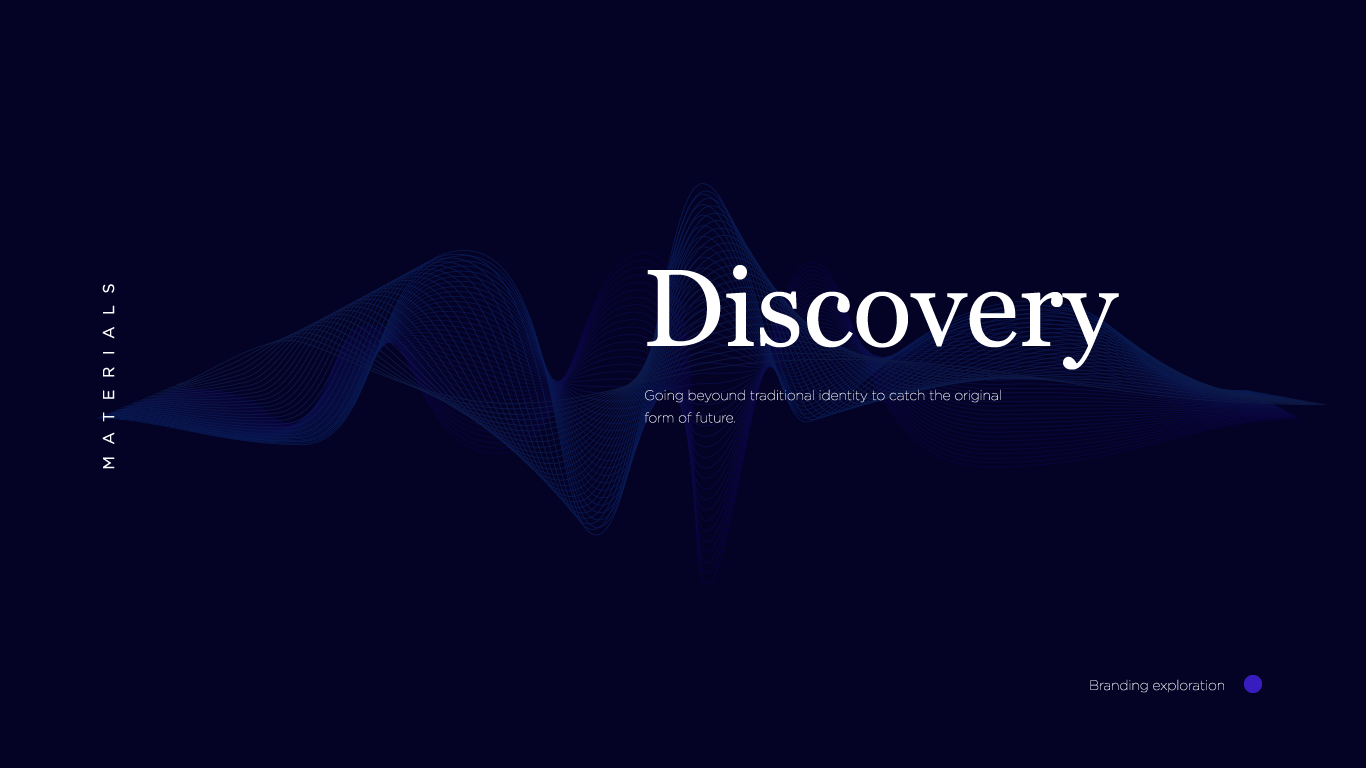 MATERIALS
Discovery
Going beyound traditional identity to catch the original
form of future.
Branding exploration